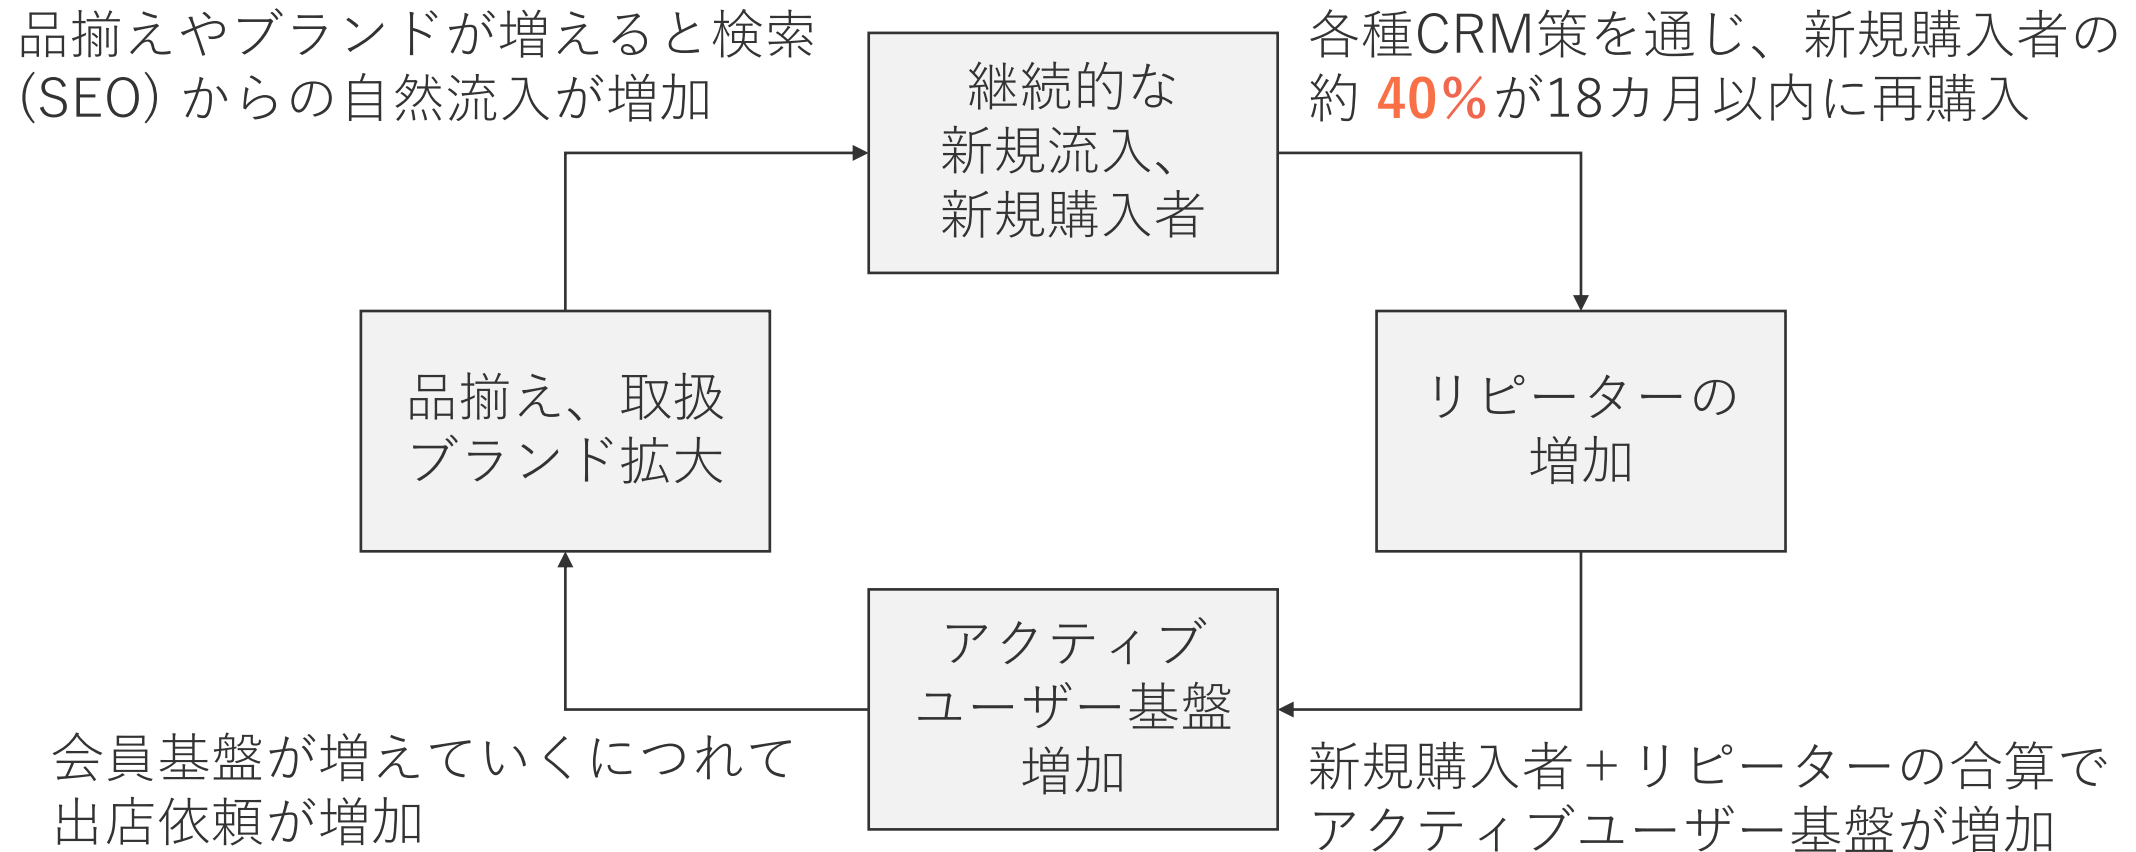 品揃えやブランドが増えると検索
(SEO) からの自然流入が増加
継続的な
新規流入、
新規購入者
各種CRM策を通じ、新規購入者の
約 40%が18カ月以内に再購入
品揃え、取扱
ブランド拡大
リピーターの
増加
アクティブ
ユーザー基盤
増加
会員基盤が増えていくにつれて
出店依頼が増加
新規購入者＋リピーターの合算で
アクティブユーザー基盤が増加